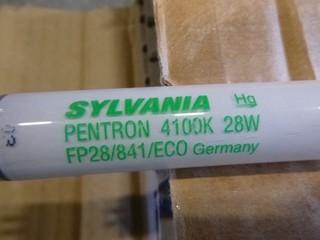 SYLVANIA Hg
PENTRON 4100K 28W
FP28/841/ECO Germany